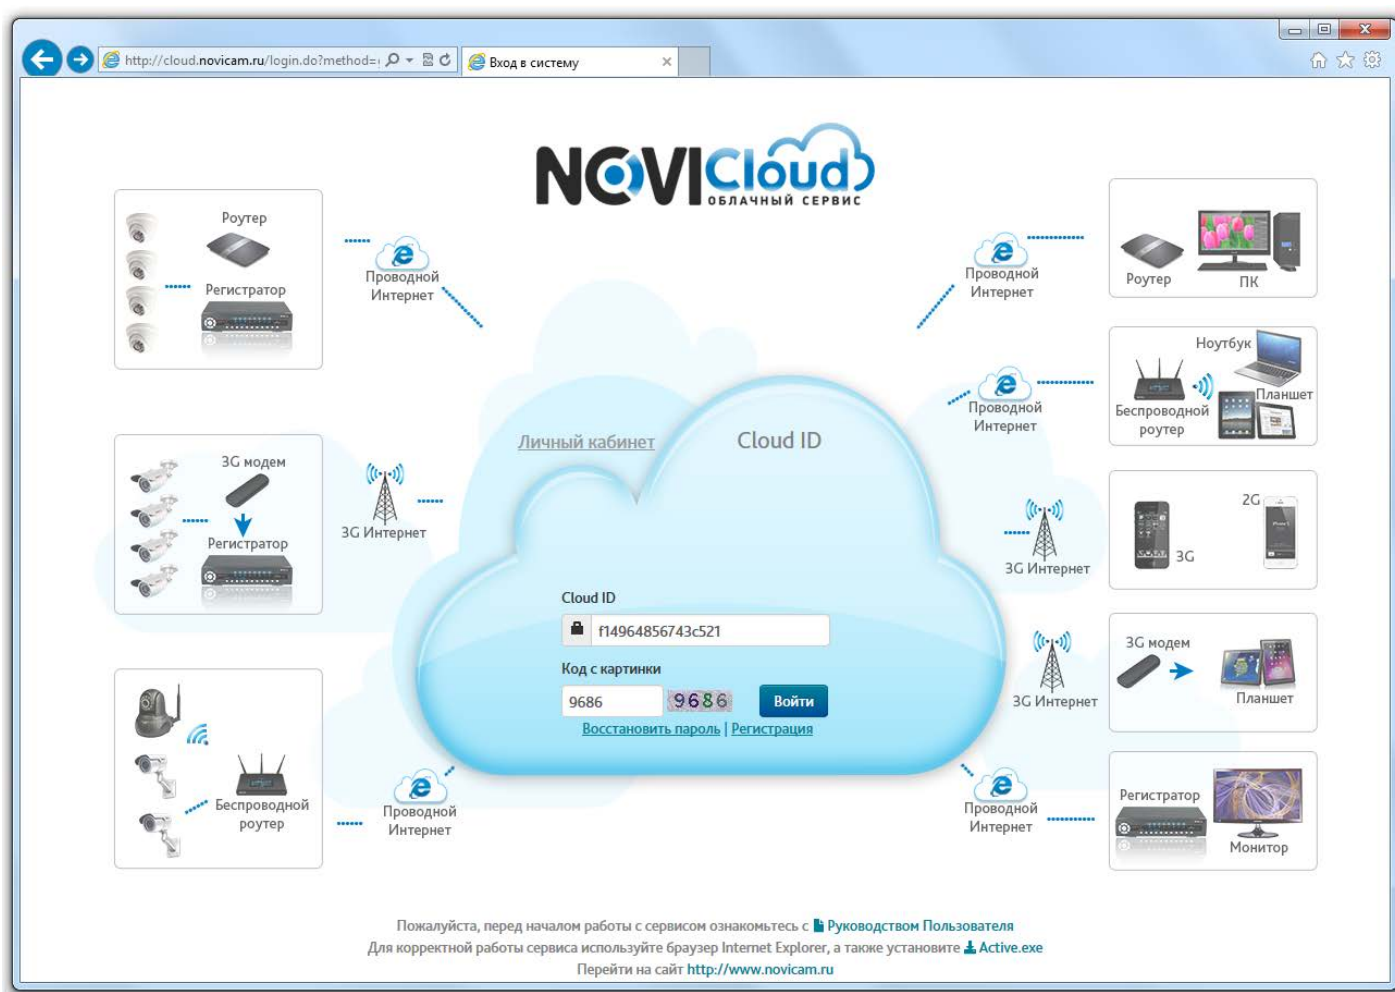 http://cloud.novicam.ru/login.do?method=
Вход в систему
NOVICloud
ОБЛАЧНЫЙ СЕРВИС
Роутер
Регистратор
Проводной
Интернет
3G модем
Регистратор
3G Интернет
Беспроводной
роутер
Проводной
Интернет
Личный кабинет
Cloud ID
Cloud ID
f14964856743c521
Код с картинки
9686
9686
Войти
Восстановить пароль | Регистрация
Проводной
Интернет
Роутер
ПК
Проводной
Интернет
Ноутбук
Планшет
Беспроводной
роутер
3G Интернет
3G
2G
3G Интернет
3G модем
Планшет
Проводной
Интернет
Регистратор
Монитор
Пожалуйста, перед началом работы с сервисом ознакомьтесь с Руководством Пользователя
Для корректной работы сервиса используйте браузер Internet Explorer, а также установите Active.exe
Перейти на сайт http://www.novicam.ru